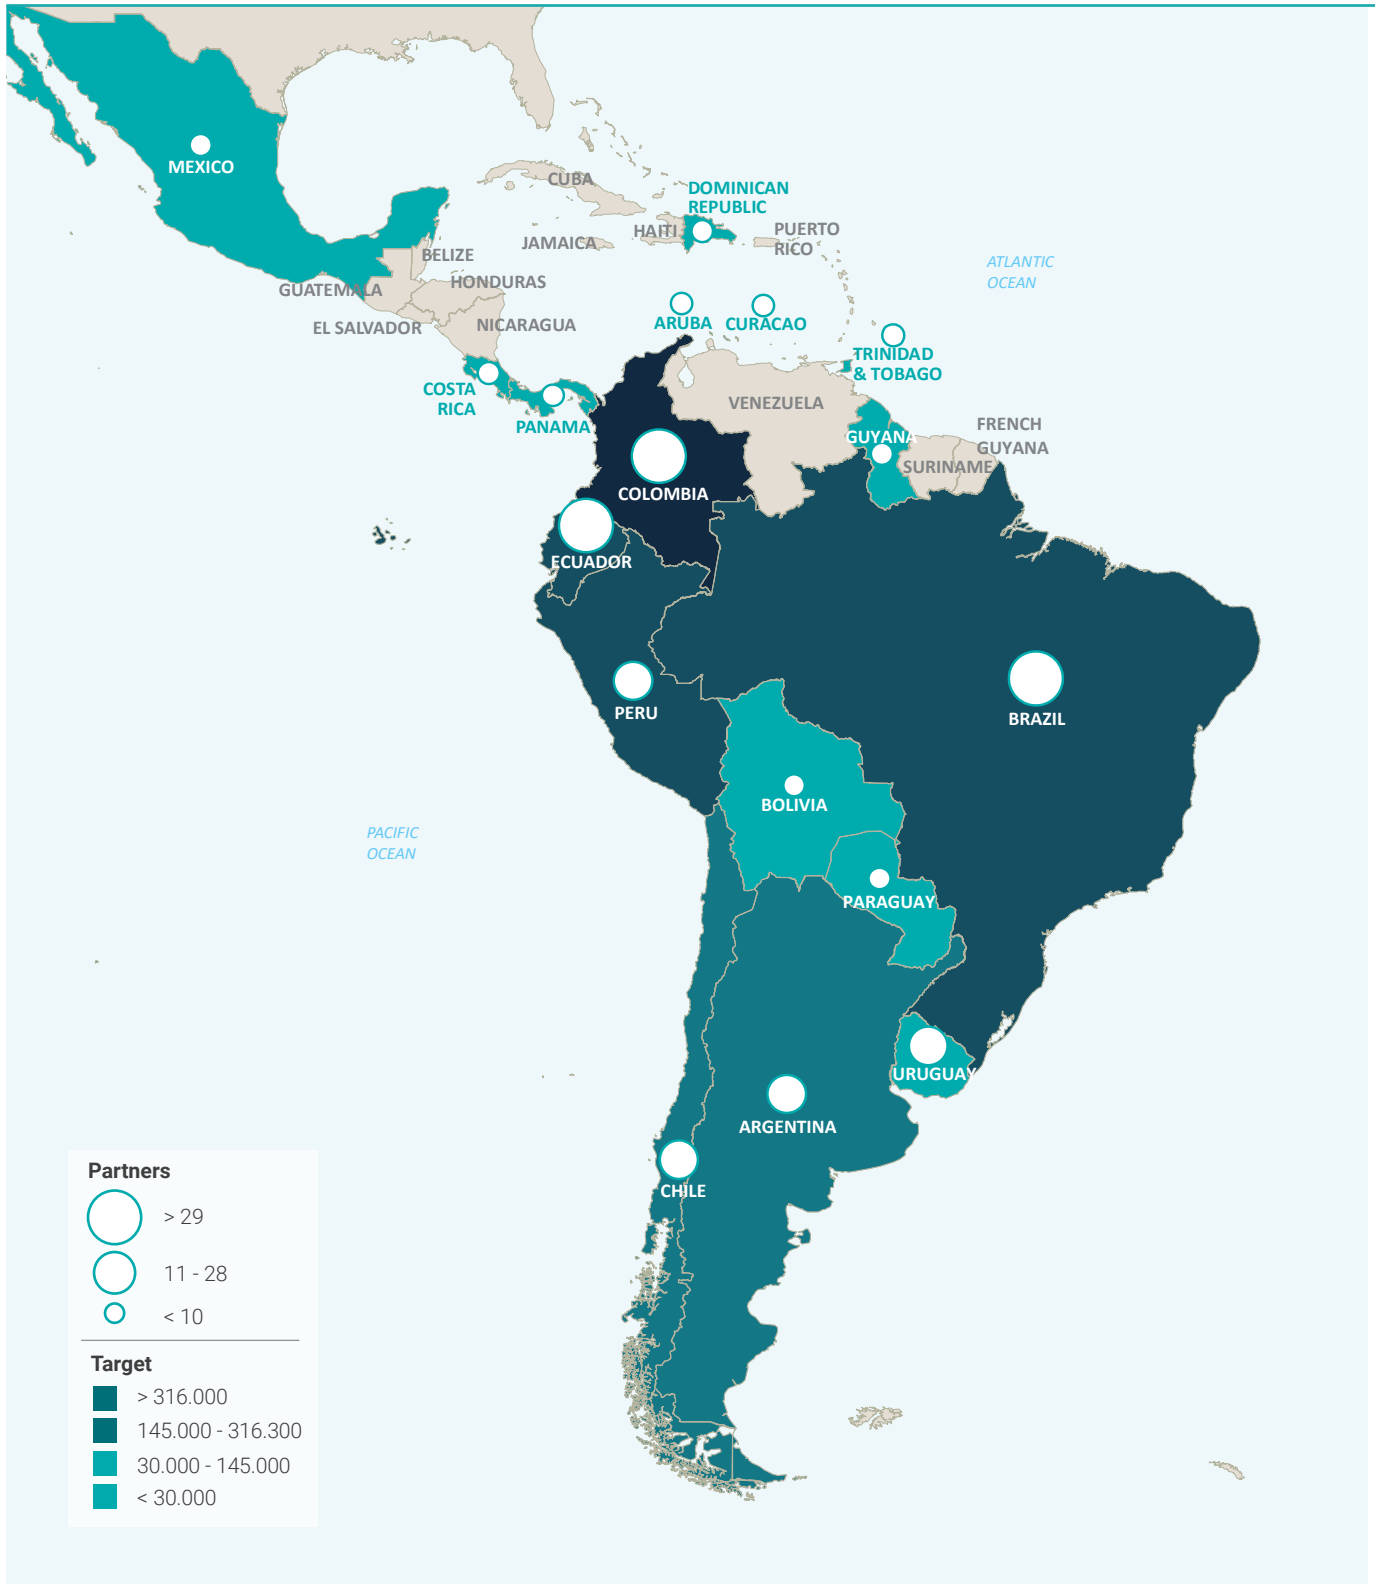 MEXICO
CUBA
DOMINICAN
REPUBLIC
HAITI
JAMAICA
PUERTO
RICO
BELIZE
GUATEMALA
HONDURAS
EL SALVADOR
NICARAGUA
ATLANTIC
OCEAN
ARUBA
CURACAO
TRINIDAD
& TOBAGO
COSTA
RICA
PANAMA
VENEZUELA
GUYANA
FRENCH
GUYANA
SURINAME
COLOMBIA
ECUADOR
PERU
BRAZIL
BOLIVIA
PACIFIC
OCEAN
PARAGUAY
URUGUAY
ARGENTINA
CHILE
Partners
> 29
11 - 28
< 10
Target
> 316.000
145.000 - 316.300
30.000 - 145.000
< 30.000